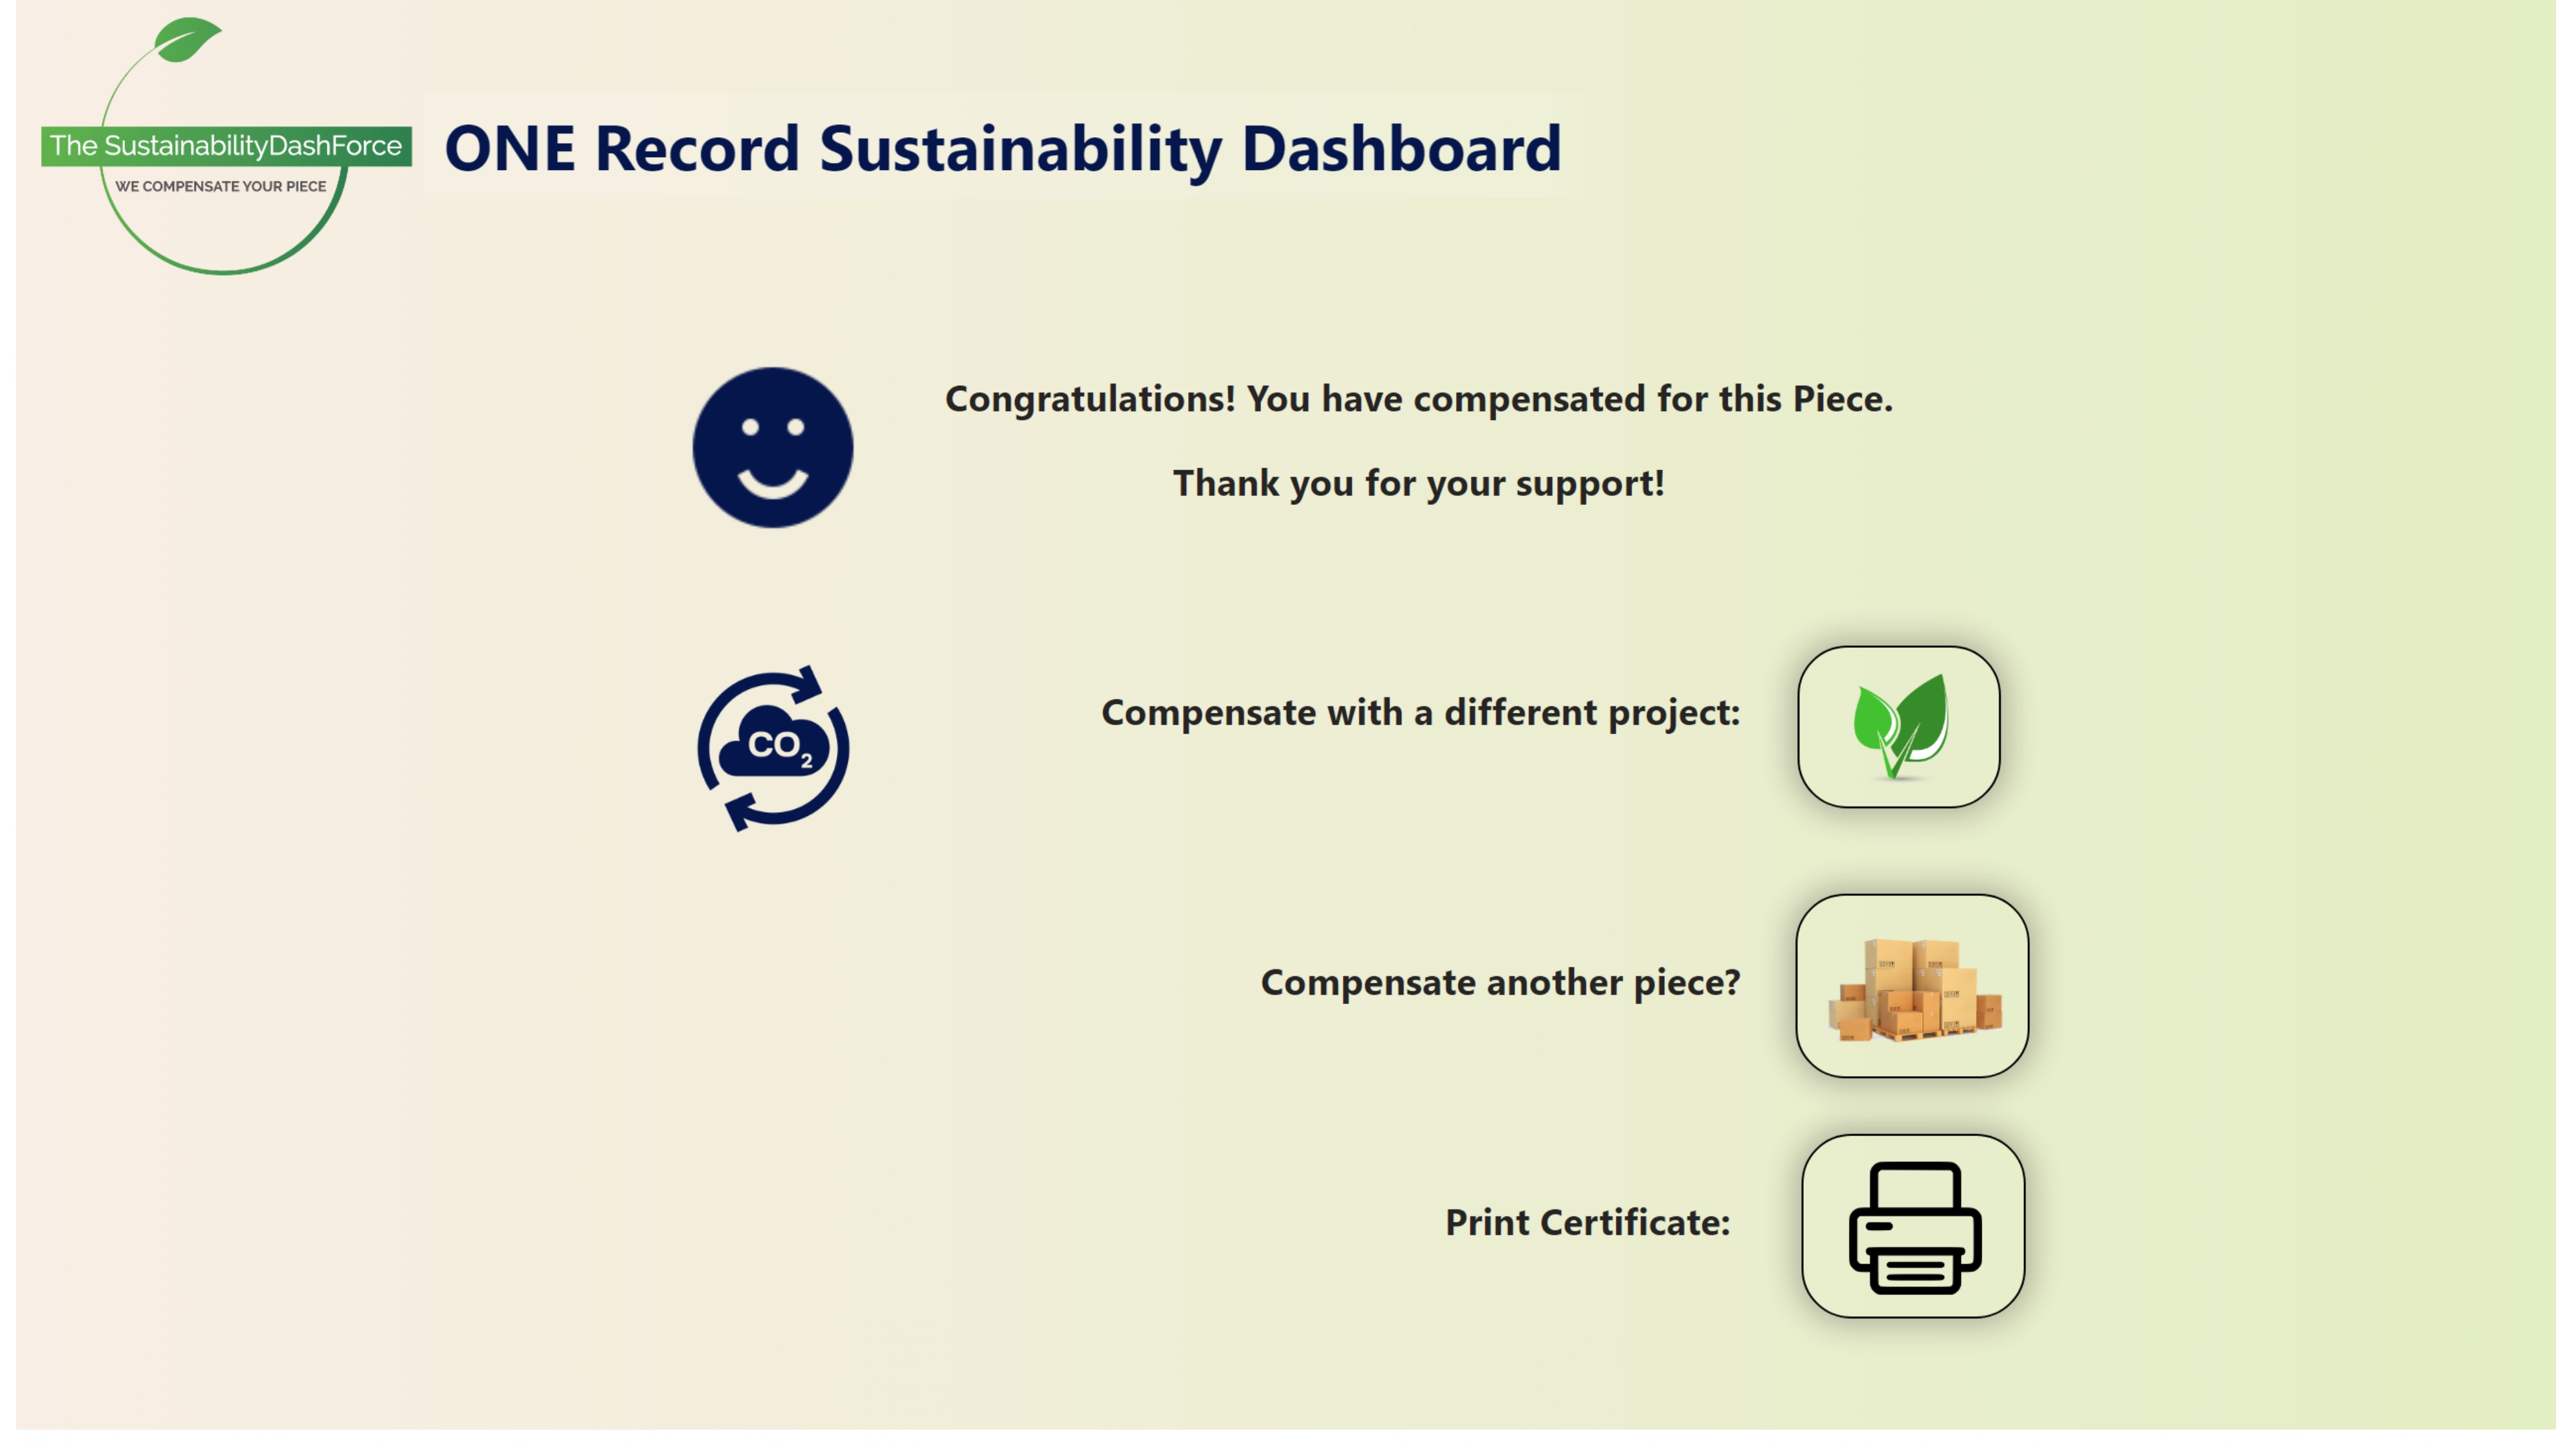 The SustainabilityDashForce
WE COMPENSATE YOUR PIECE
ONE Record Sustainability Dashboard
Congratulations! You have compensated for this Piece.
Thank you for your support!
CO2
Compensate with a different project:
Compensate another piece?
Print Certificate: